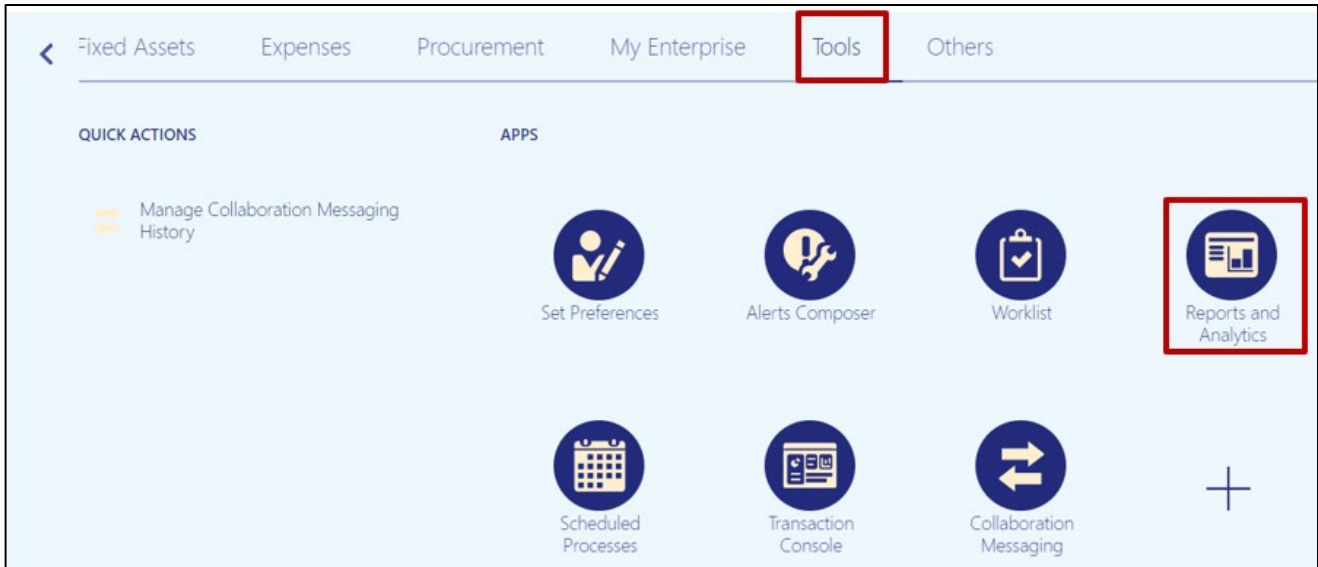 Fixed Assets Expenses Procurement My Enterprise Tools Others
QUICK ACTIONS APPS
Manage Collaboration Messaging
History
Set Preferences Alerts Composer Worklist Reports and
Analytics
Scheduled Transaction Collaboration
Processes Console Messaging